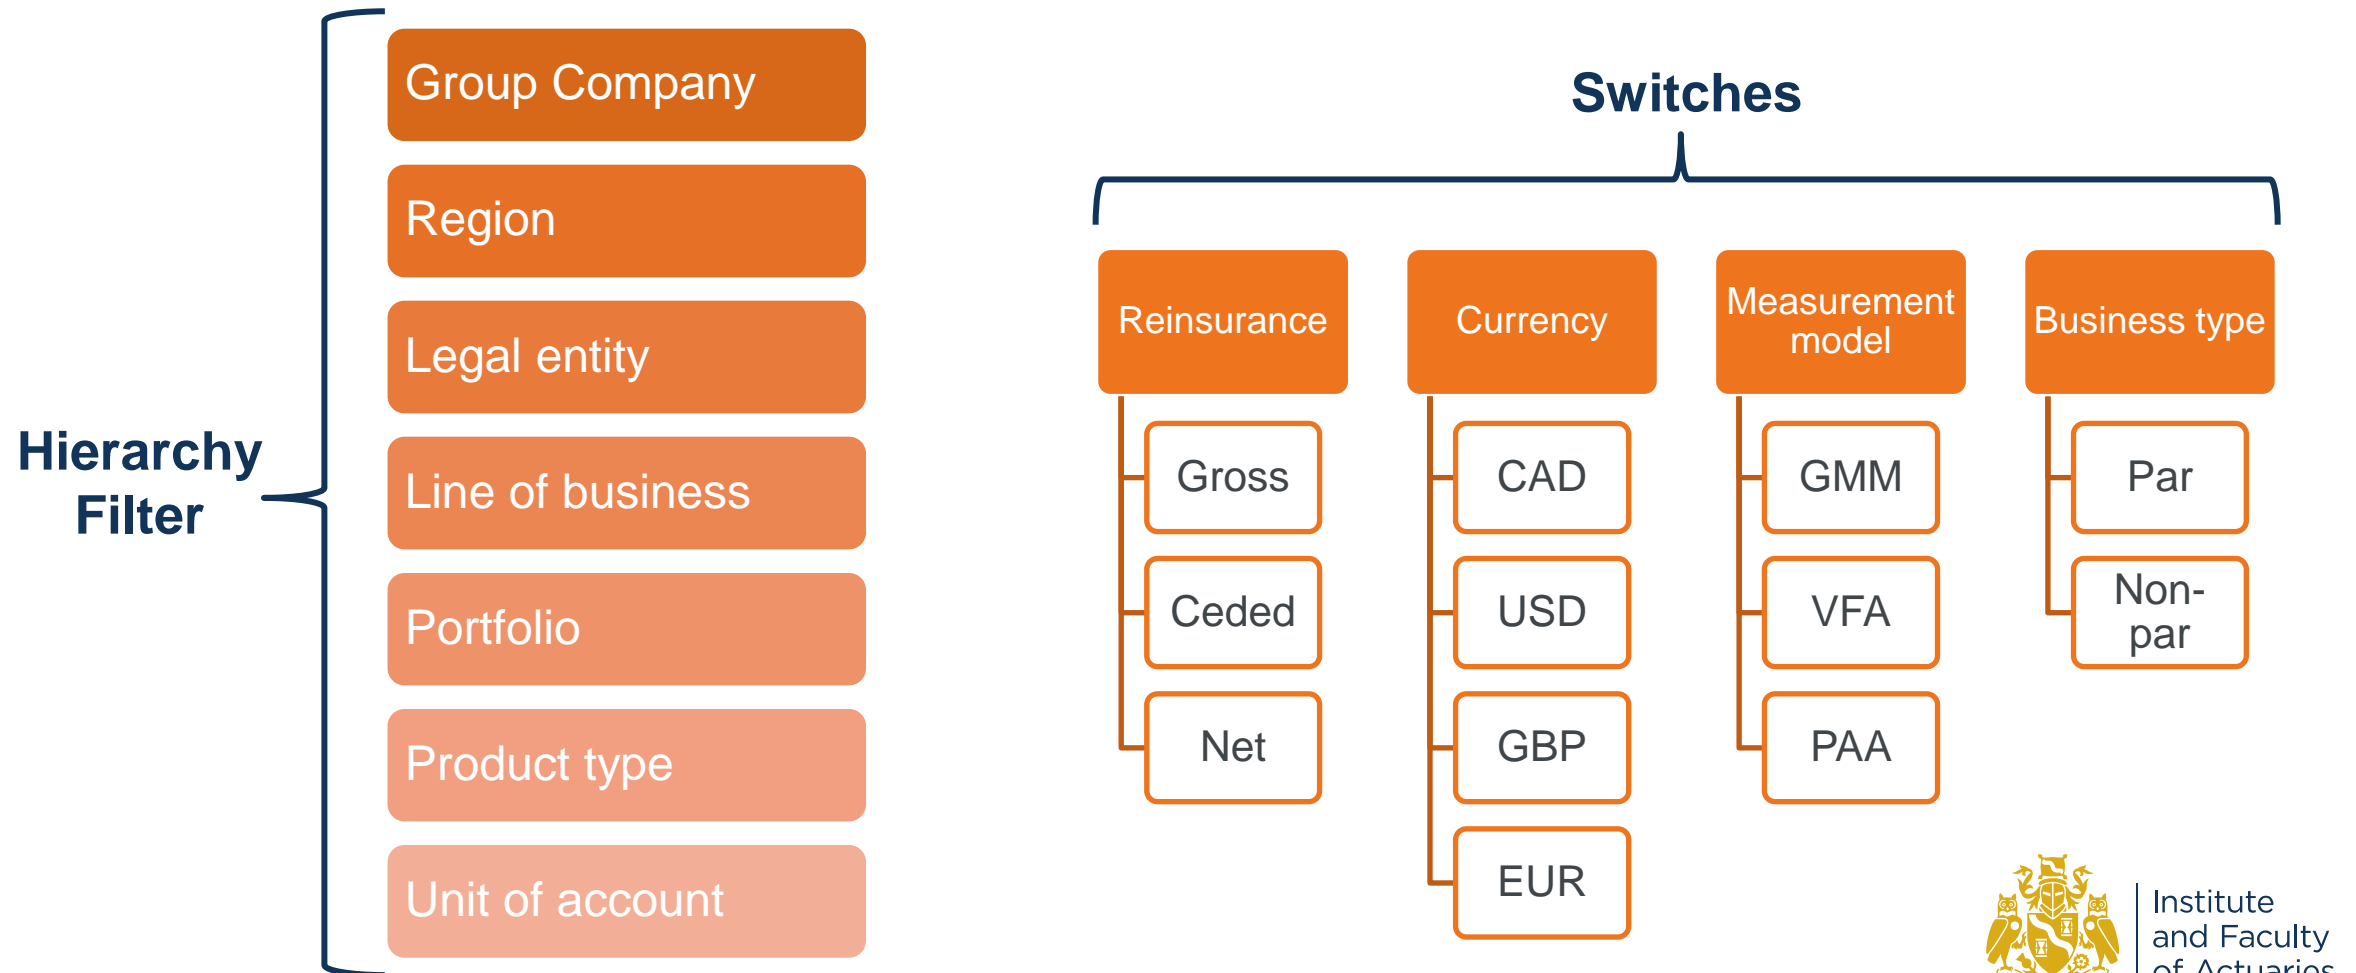 Hierarchy
Filter
Group Company
Region
Legal entity
Line of business
Portfolio
Product type
Unit of account
Switches
Reinsurance
Gross
Ceded
Net
Currency
CAD
USD
GBP
EUR
Measurement
model
GMM
VFA
PAA
Business type
Par
Non-
par
Institute
and Faculty
of Actuaries